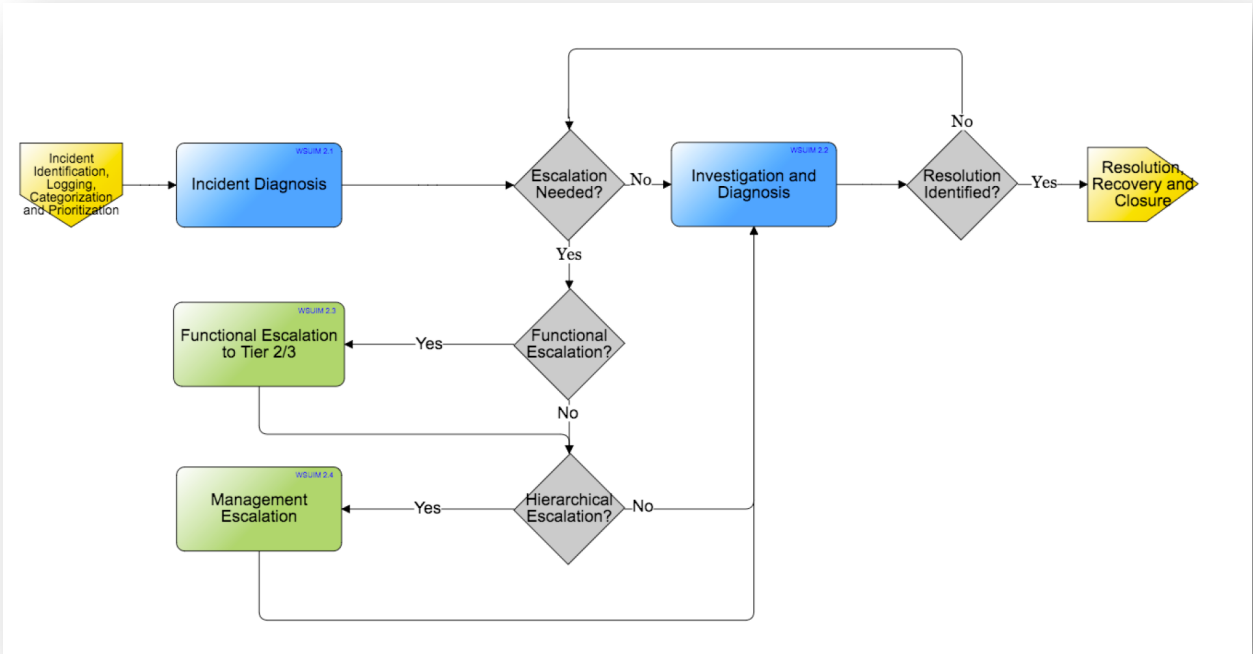 Incident
Identification,
Logging,
Categorization
and Prioritization
WSUIM 2.1
Incident Diagnosis
Escalation
Needed?
No
WSUIM 2.2
Investigation and
Diagnosis
No
Resolution
Identified?
Yes
Resolution,
Recovery and
Closure
Yes
WSUIM 2.3
Functional Escalation
to Tier 2/3
Yes
Functional
Escalation?
No
WSUIM 2.4
Management
Escalation
Yes
Hierarchical
Escalation?
No